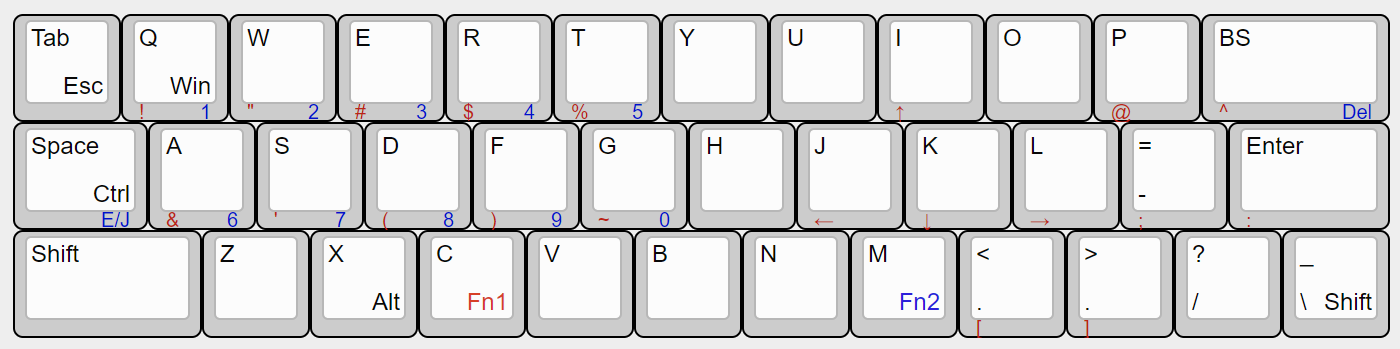 Tab Q W E R T Y U I O P BS
Esc Win
! 1 " 2 # 3 $ 4 % 5 ↑ @ ^ Del
Space A S D F G H J K L = Enter
Ctrl -
E/J & 6 ' 7 ( 8 ) 9 ~ 0 ← ↓ → : :
Shift Z X C V B N M < > ? _
Alt Fn1 Fn2 . . / \ Shift
[ ]